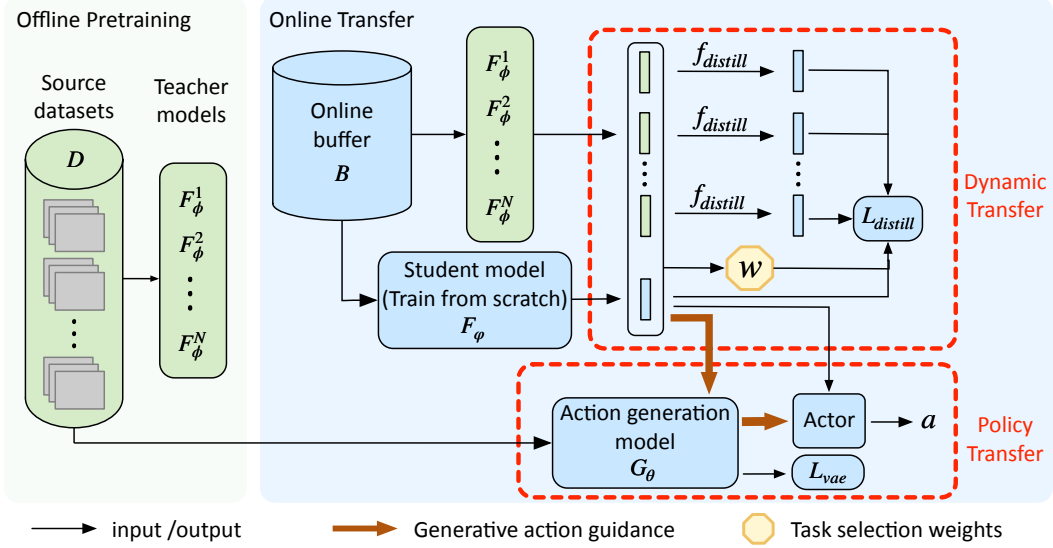 Offline Pretraining
Online Transfer
Source
datasets
Teacher
models
D
F_ϕ^1
F_ϕ^2
F_ϕ^N
Online
buffer
B
F_ϕ^1
F_ϕ^2
F_ϕ^N
Student model
(Train from scratch)
F_φ
f_distill
f_distill
f_distill
w
L_distill
Dynamic
Transfer
Action generation
model
G_θ
Actor
a
L_vae
Policy
Transfer
input /output
Generative action guidance
Task selection weights